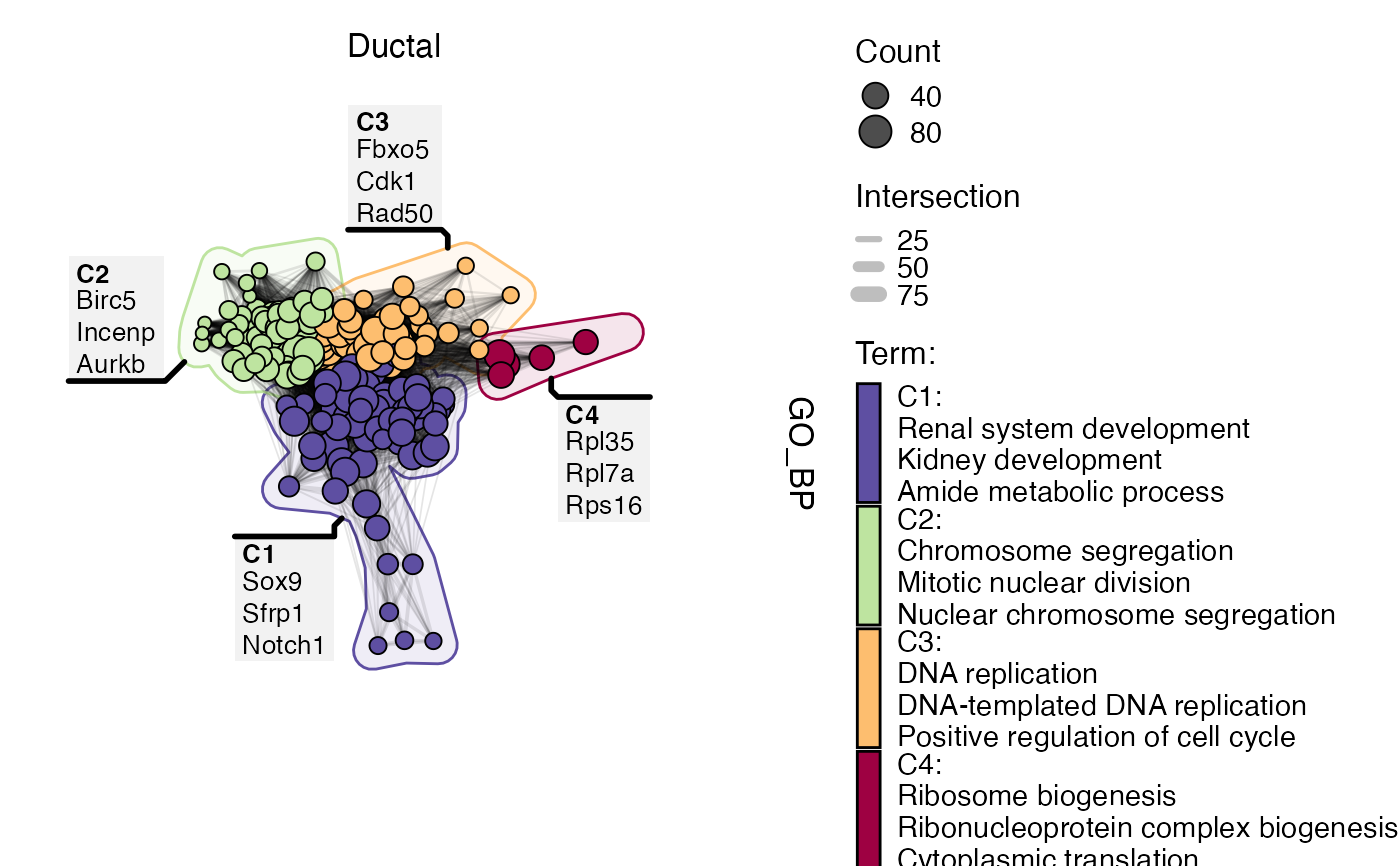 Ductal
C3
Fbxo5
Cdk1
Rad50
C2
Birc5
Incenp
Aurkb
C4
Rpl35
Rpl7a
Rps16
C1
Sox9
Sfrp1
Notch1
GO_BP
Count
40
80
Intersection
25
50
75
Term:
C1:
Renal system development
Kidney development
Amide metabolic process
C2:
Chromosome segregation
Mitotic nuclear division
Nuclear chromosome segregation
C3:
DNA replication
DNA-templated DNA replication
Positive regulation of cell cycle
C4:
Ribosome biogenesis
Ribonucleoprotein complex biogenesis
Cytoplasmic translation